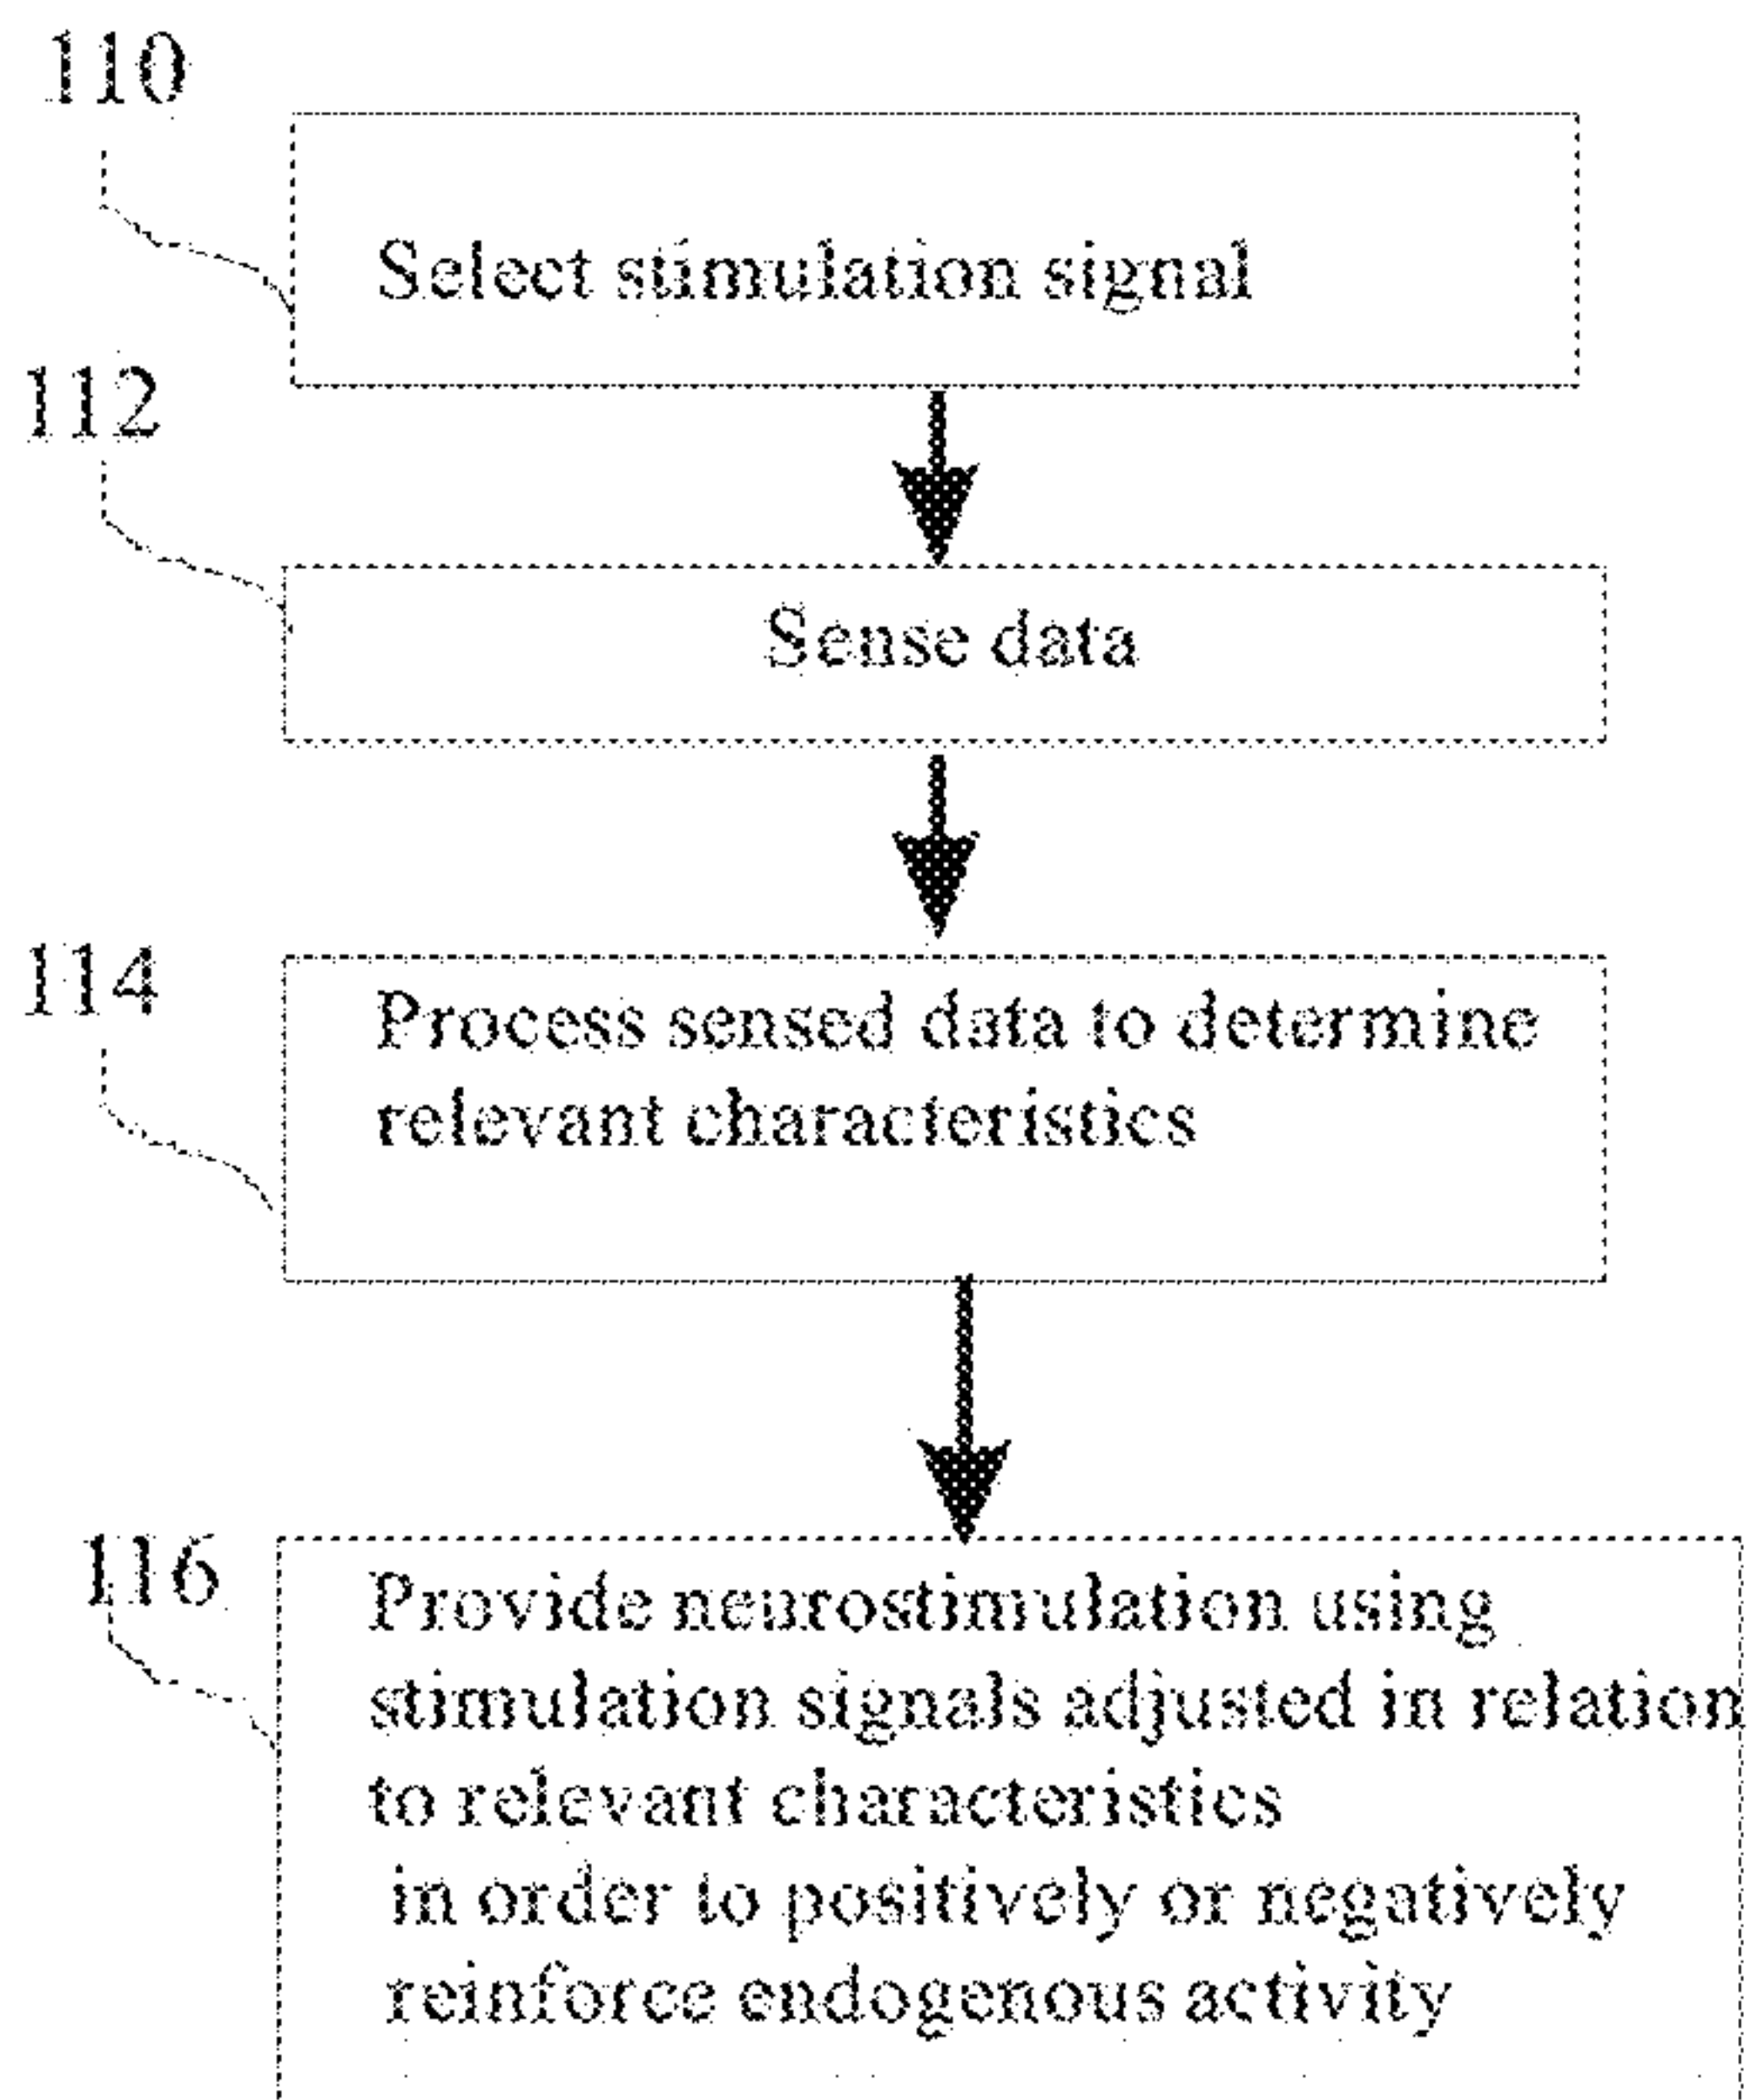 110
Select stimulation signal
112
Sense data
114
Process sensed data to determine
relevant characteristics
116
Provide neurostimulation using
stimulation signals adjusted in relation
to relevant characteristics
in order to positively or negatively
reinforce endogenous activity